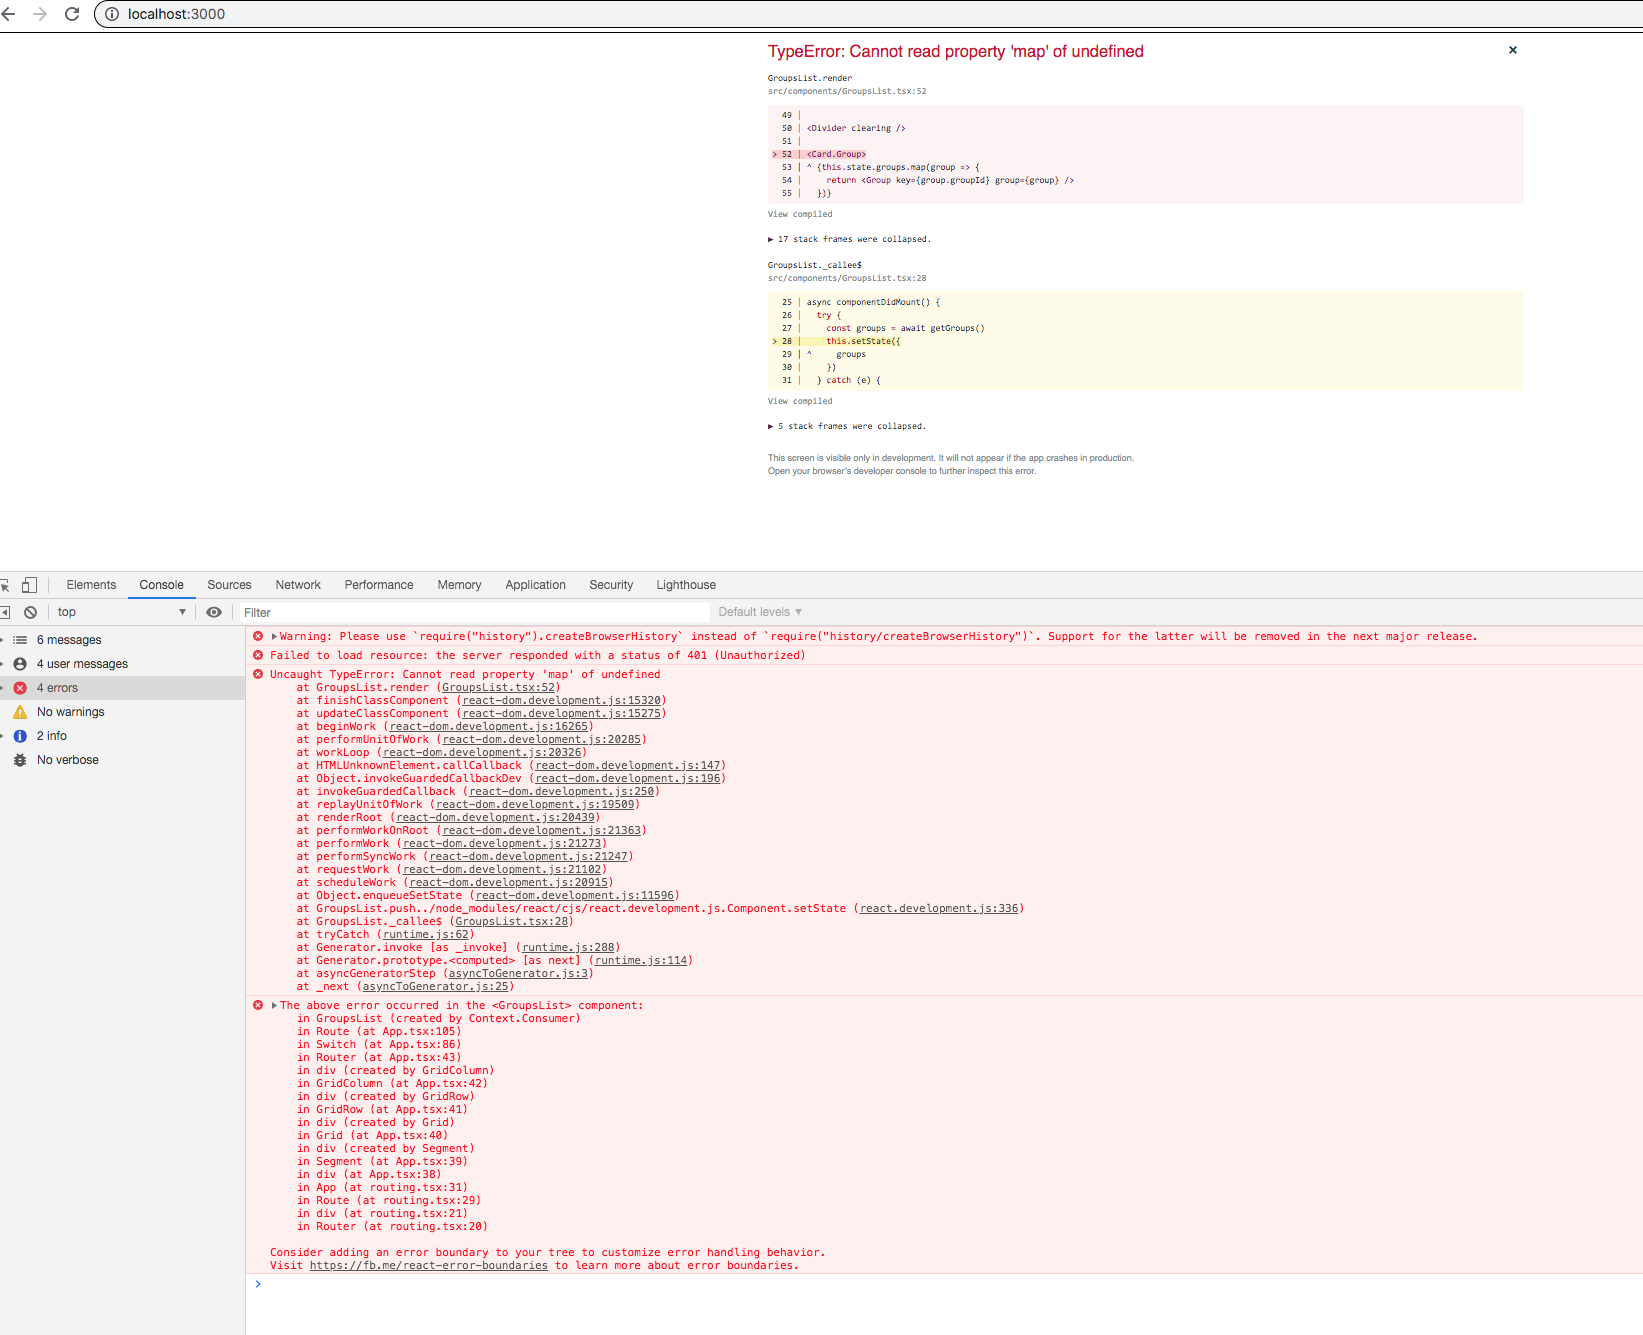 localhost:3000
TypeError: Cannot read property 'map' of undefined
×
GroupsList.render
src/components/GroupsList.tsx:52
49 |
50 | <Divider clearing />
51 |
> 52 | <Card.Group>
53 | ^ {this.state.groups.map(group => {
54 |     return <Group key={group.groupId} group={group} />
55 |   })}
View compiled
▶ 17 stack frames were collapsed.
GroupsList._callee$
src/components/GroupsList.tsx:28
25 | async componentDidMount() {
26 |   try {
27 |     const groups = await getGroups()
> 28 |     this.setState({
29 | ^     groups
30 |     })
31 |   } catch (e) {
View compiled
▶ 5 stack frames were collapsed.
This screen is visible only in development. It will not appear if the app crashes in production.
Open your browser's developer console to further inspect this error.
Elements Console Sources Network Performance Memory Application Security Lighthouse
top ▼ Filter Default levels ▼
6 messages
4 user messages
4 errors
No warnings
2 info
No verbose
▶Warning: Please use `require("history").createBrowserHistory` instead of `require("history/createBrowserHistory")`. Support for the latter will be removed in the next major release.
Failed to load resource: the server responded with a status of 401 (Unauthorized)
Uncaught TypeError: Cannot read property 'map' of undefined
at GroupsList.render (GroupsList.tsx:52)
at finishClassComponent (react-dom.development.js:15320)
at updateClassComponent (react-dom.development.js:15275)
at beginWork (react-dom.development.js:16265)
at performUnitOfWork (react-dom.development.js:20285)
at workLoop (react-dom.development.js:20326)
at HTMLUnknownElement.callCallback (react-dom.development.js:147)
at Object.invokeGuardedCallbackDev (react-dom.development.js:196)
at invokeGuardedCallback (react-dom.development.js:250)
at replayUnitOfWork (react-dom.development.js:19509)
at renderRoot (react-dom.development.js:20439)
at performWorkOnRoot (react-dom.development.js:21363)
at performWork (react-dom.development.js:21273)
at performSyncWork (react-dom.development.js:21247)
at requestWork (react-dom.development.js:21102)
at scheduleWork (react-dom.development.js:20915)
at Object.enqueueSetState (react-dom.development.js:11596)
at GroupsList.push../node_modules/react/cjs/react.development.js.Component.setState (react.development.js:336)
at GroupsList._callee$ (GroupsList.tsx:28)
at tryCatch (runtime.js:62)
at Generator.invoke [as _invoke] (runtime.js:288)
at Generator.prototype.<computed> [as next] (runtime.js:114)
at asyncGeneratorStep (asyncToGenerator.js:3)
at _next (asyncToGenerator.js:25)
▶The above error occurred in the <GroupsList> component:
in GroupsList (created by Context.Consumer)
in Route (at App.tsx:105)
in Switch (at App.tsx:86)
in Router (at App.tsx:43)
in div (created by GridColumn)
in GridColumn (at App.tsx:42)
in div (created by GridRow)
in GridRow (at App.tsx:41)
in div (created by Grid)
in Grid (at App.tsx:40)
in div (created by Segment)
in Segment (at App.tsx:39)
in div (at App.tsx:38)
in App (at routing.tsx:31)
in Route (at routing.tsx:29)
in div (at routing.tsx:21)
in Router (at routing.tsx:20)
Consider adding an error boundary to your tree to customize error handling behavior.
Visit https://fb.me/react-error-boundaries to learn more about error boundaries.
>